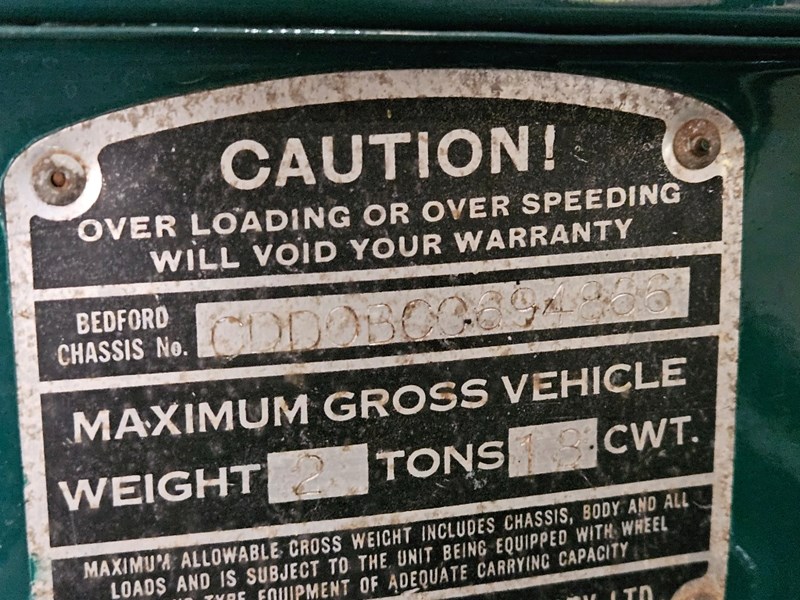 CAUTION!
OVER LOADING OR OVER SPEEDING
WILL VOID YOUR WARRANTY
BEDFORD
CHASSIS No.
MAXIMUM GROSS VEHICLE
WEIGHT 2 TONS 18 CWT.
MAXIMUM ALLOWABLE GROSS WEIGHT INCLUDES CHASSIS, BODY AND ALL
LOADS AND IS SUBJECT TO THE UNIT BEING EQUIPPED WITH WHEEL
TYPE EQUIPMENT OF ADEQUATE CARRYING CAPACITY
LTD